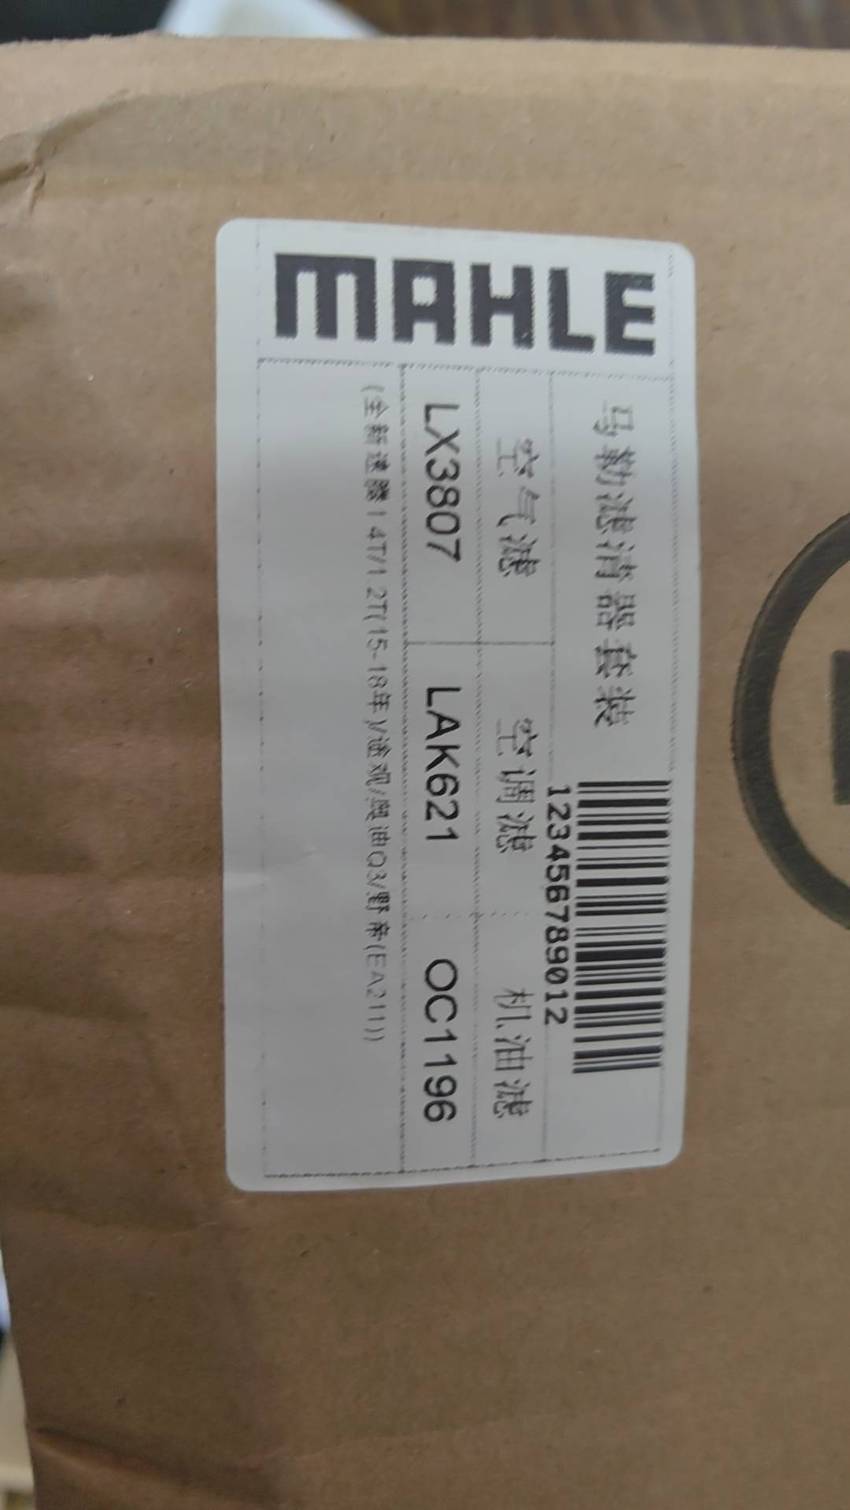 MAHLE
马勒滤清器套装
123456789012
空气滤 空调滤 机油滤
LX3807 LAK621 OC1196
(全新速腾1.4T/1.2T(15-18年)/途观/奥迪Q3/野帝(EA211))